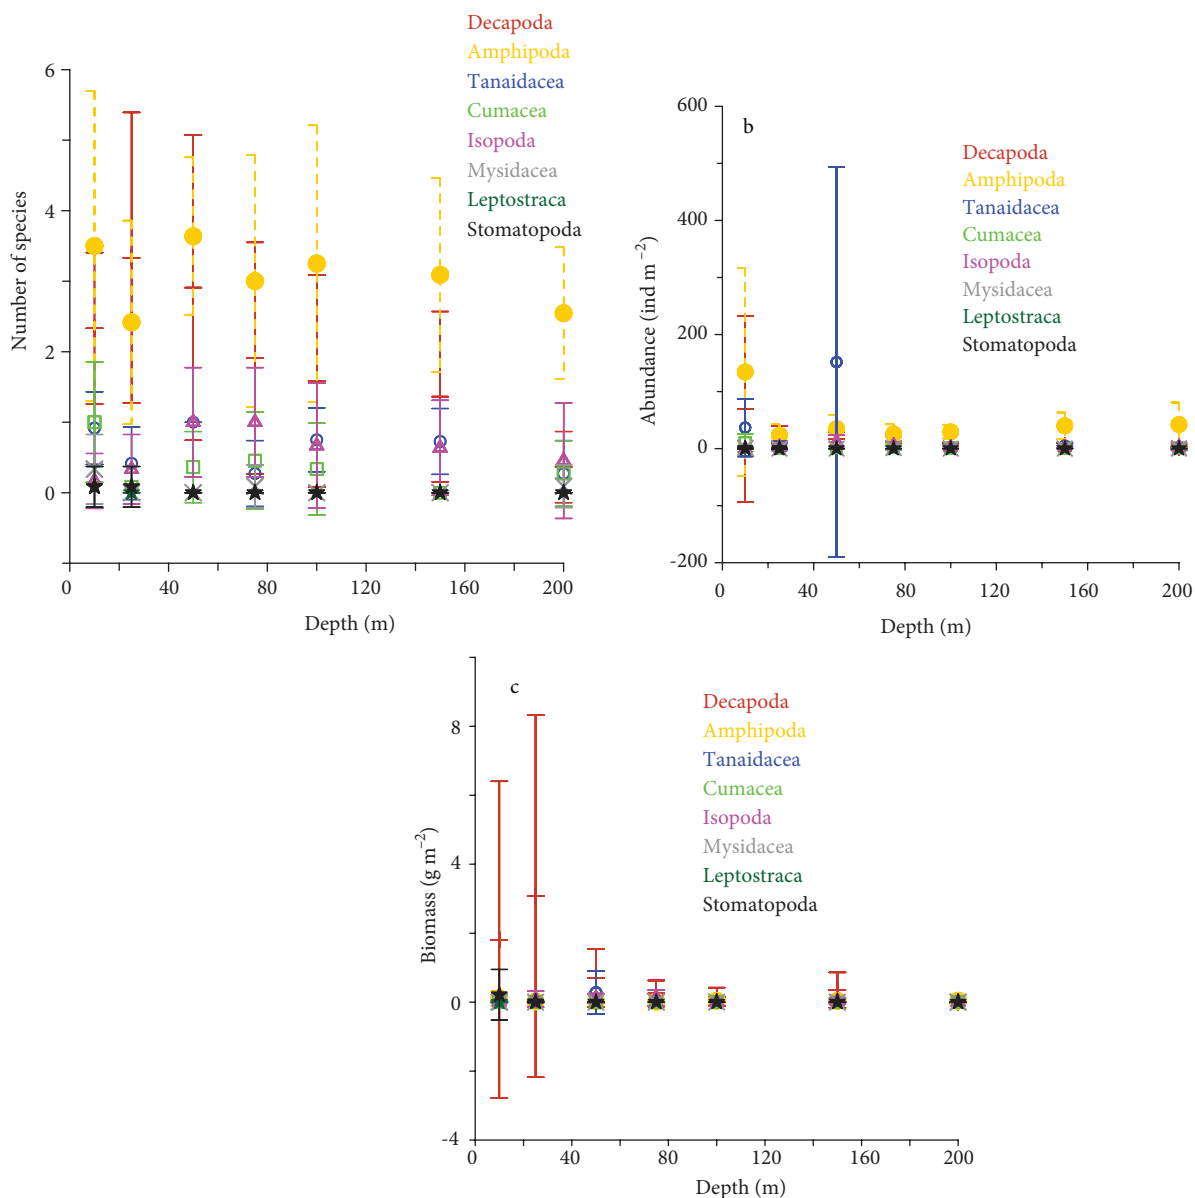 Decapoda
Amphipoda
Tanaidacea
Cumacea
Isopoda
Mysidacea
Leptostraca
Stomatopoda
6
4
2
0
Number of species
0 40 80 120 160 200
Depth (m)
b
600
400
200
0
-200
Abundance (ind m⁻²)
Decapoda
Amphipoda
Tanaidacea
Cumacea
Isopoda
Mysidacea
Leptostraca
Stomatopoda
0 40 80 120 160 200
Depth (m)
c
8
4
0
-4
Biomass (g m⁻²)
Decapoda
Amphipoda
Tanaidacea
Cumacea
Isopoda
Mysidacea
Leptostraca
Stomatopoda
0 40 80 120 160 200
Depth (m)